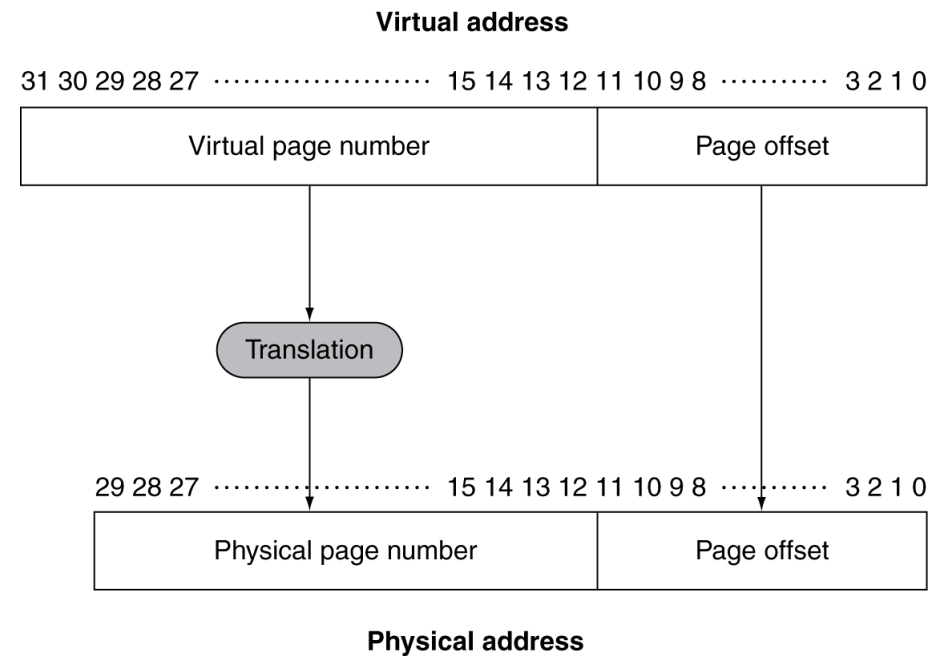 Virtual address
31 30 29 28 27 ······················ 15 14 13 12 11 10 9 8 ··········· 3 2 1 0
Virtual page number Page offset
Translation
29 28 27 ······················ 15 14 13 12 11 10 9 8 ··········· 3 2 1 0
Physical page number Page offset
Physical address